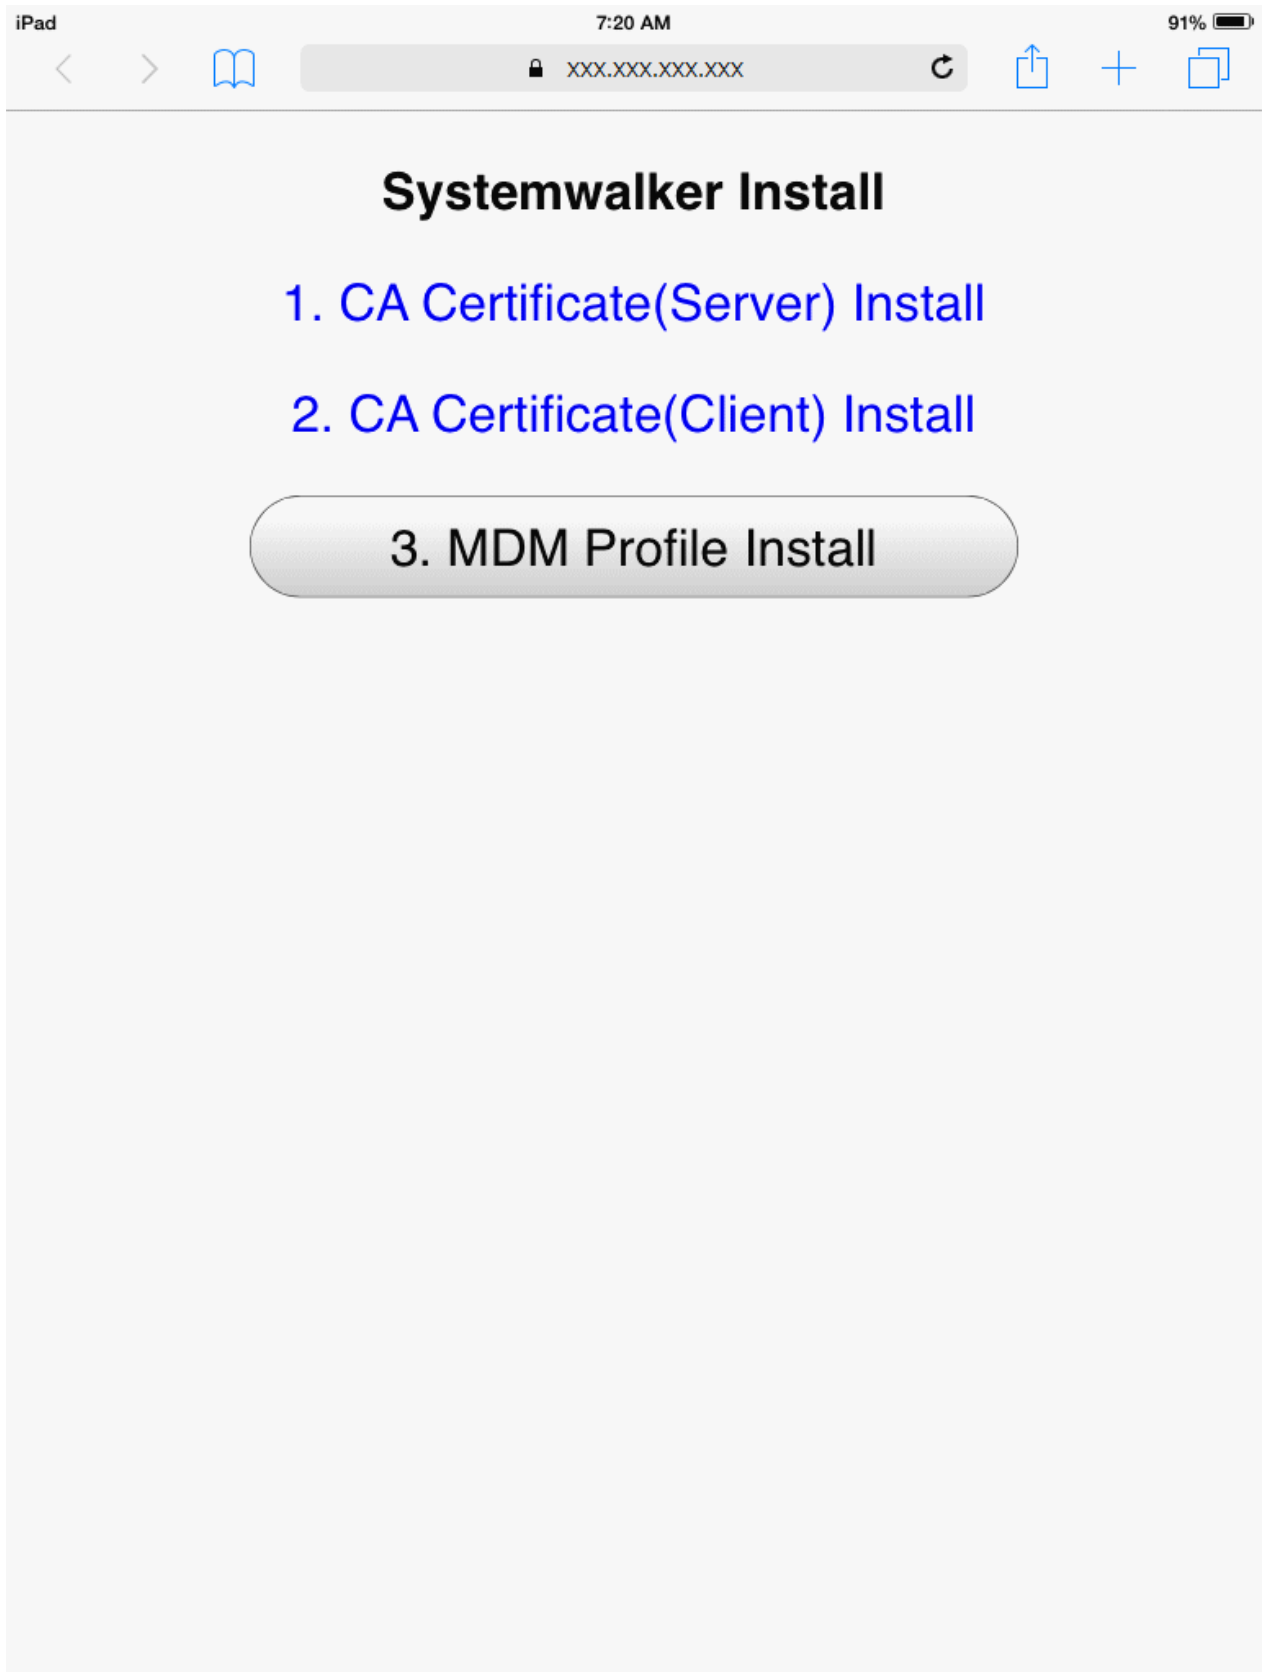 iPad 7:20 AM 91%
xxx.xxx.xxx.xxx
Systemwalker Install
1. CA Certificate(Server) Install
2. CA Certificate(Client) Install
3. MDM Profile Install